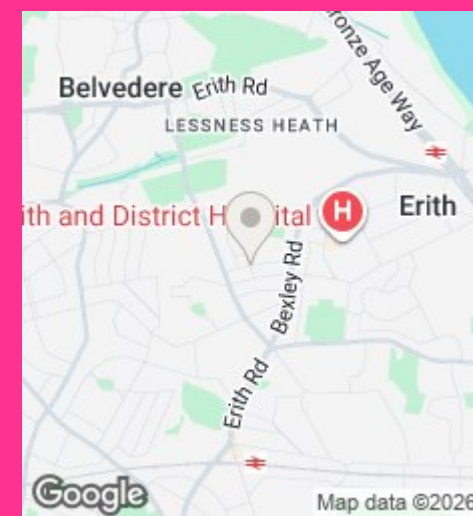 Bronze Age Way
Belvedere
Erith Rd
LESSNESS HEATH
Erith
ith and District H
ital
H
Bexley Rd
Erith Rd
Google
Map data ©2026